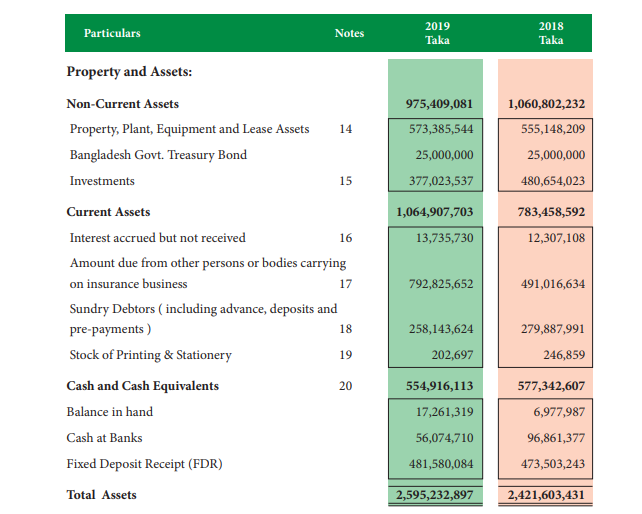 Particulars Notes 2019 Taka 2018 Taka
Property and Assets:
Non-Current Assets 975,409,081 1,060,802,232
Property, Plant, Equipment and Lease Assets 14 573,385,544 555,148,209
Bangladesh Govt. Treasury Bond 25,000,000 25,000,000
Investments 15 377,023,537 480,654,023
Current Assets 1,064,907,703 783,458,592
Interest accrued but not received 16 13,735,730 12,307,108
Amount due from other persons or bodies carrying
on insurance business 17 792,825,652 491,016,634
Sundry Debtors ( including advance, deposits and
pre-payments ) 18 258,143,624 279,887,991
Stock of Printing & Stationery 19 202,697 246,859
Cash and Cash Equivalents 20 554,916,113 577,342,607
Balance in hand 17,261,319 6,977,987
Cash at Banks 56,074,710 96,861,377
Fixed Deposit Receipt (FDR) 481,580,084 473,503,243
Total Assets 2,595,232,897 2,421,603,431